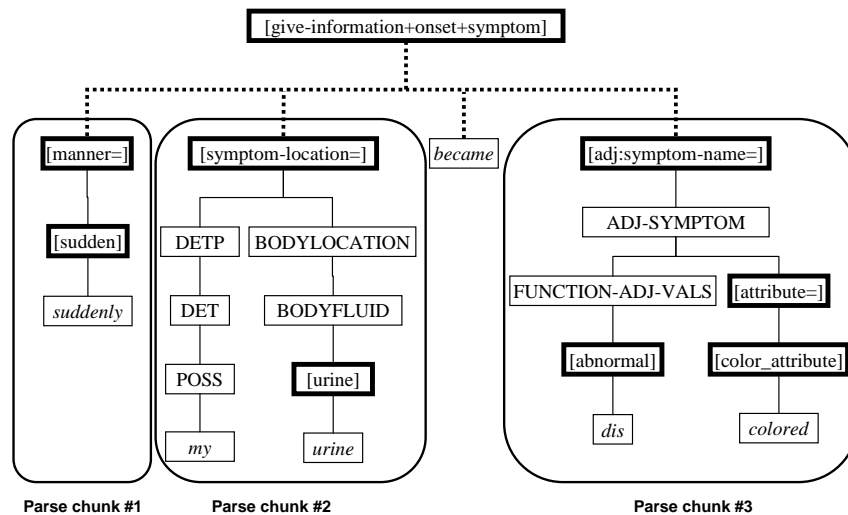 [give-information+onset+symptom]
[manner=] [symptom-location=] became [adj:symptom-name=]
[sudden] DETP BODYLOCATION ADJ-SYMPTOM
suddenly DET BODYFLUID FUNCTION-ADJ-VALS [attribute=]
POSS [urine] [abnormal] [color_attribute]
my urine dis colored
Parse chunk #1 Parse chunk #2 Parse chunk #3